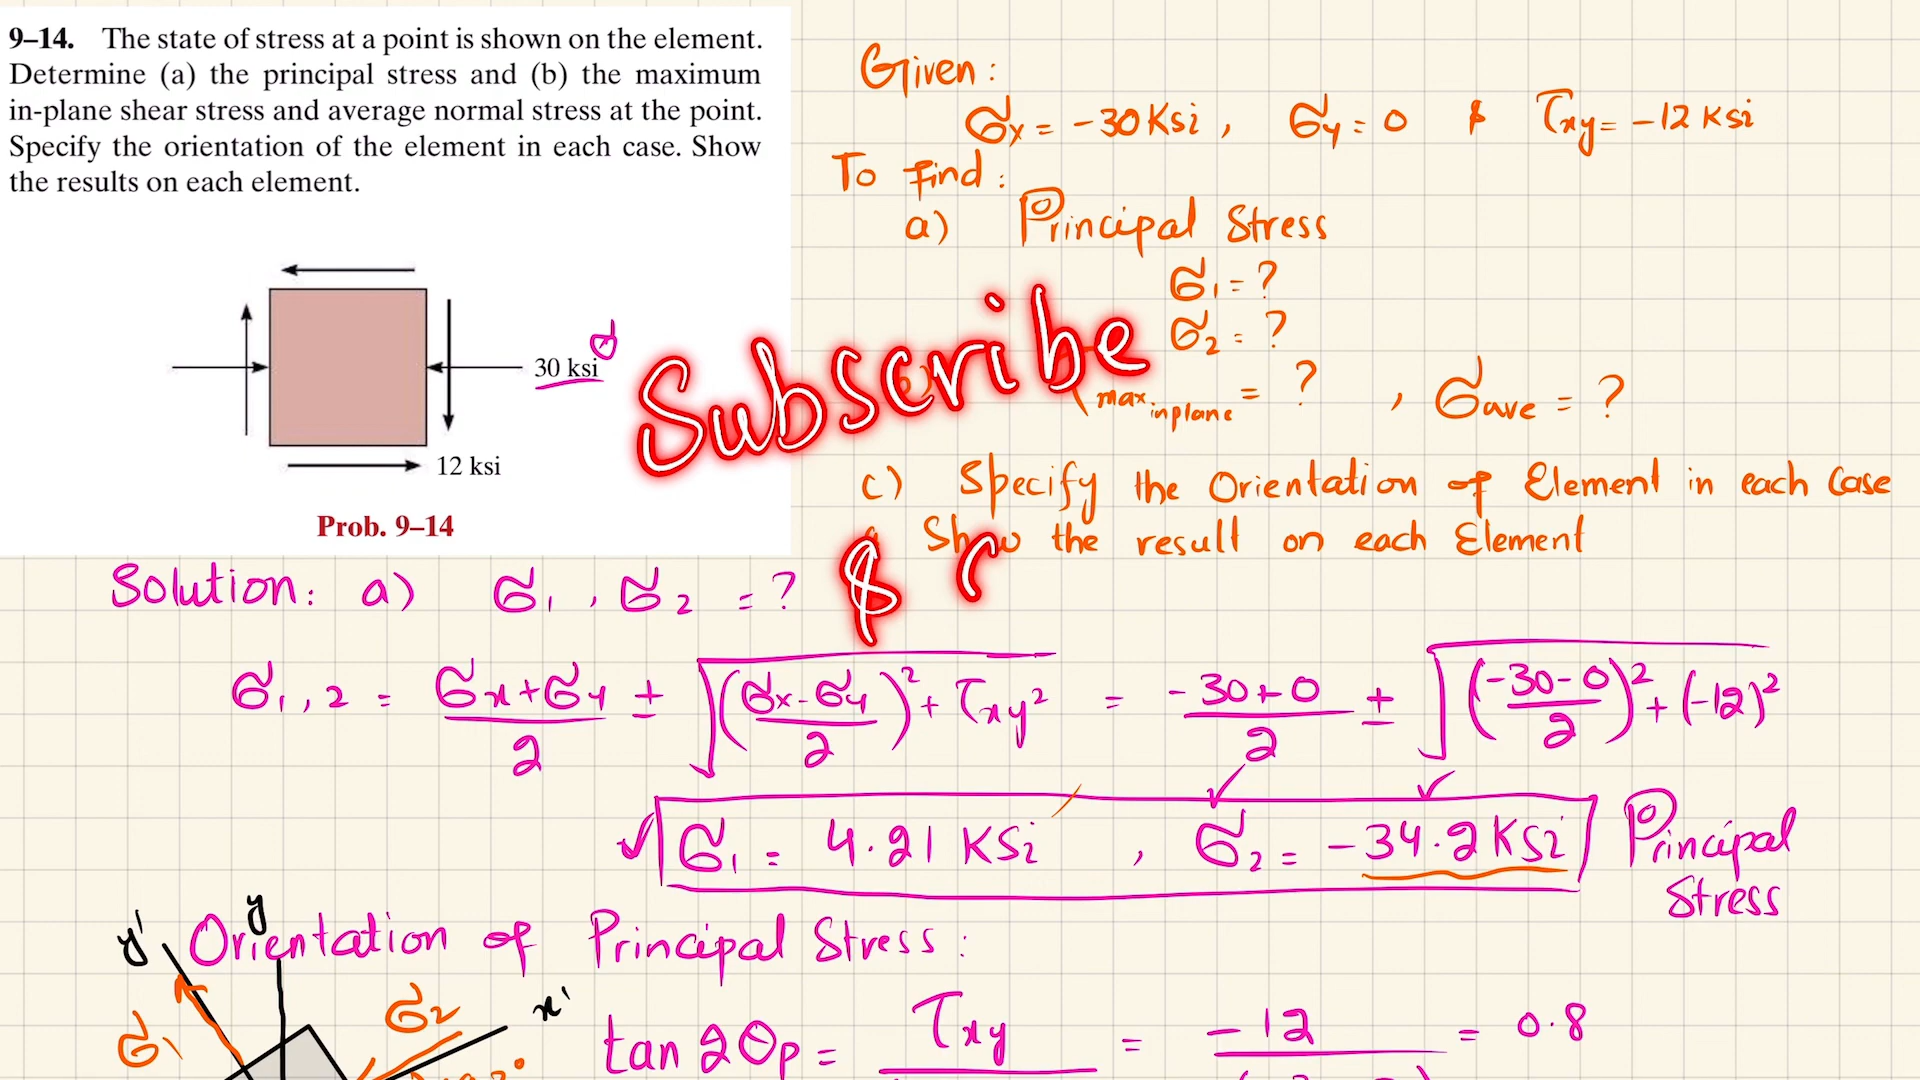 9–14. The state of stress at a point is shown on the element.
Determine (a) the principal stress and (b) the maximum
in-plane shear stress and average normal stress at the point.
Specify the orientation of the element in each case. Show
the results on each element.
30 ksi
12 ksi
Prob. 9–14
Given:
σx = -30 Ksi, σy = 0 & τxy = -12 Ksi
To find:
a) Principal Stress
σ1 = ?
σ2 = ?
max inplane = ? , σave = ?
c) Specify the Orientation of Element in each Case
Show the result on each Element
Subscribe
&
Solution: a) σ1, σ2 = ?
σ1,2 = (σx+σy)/2 ± √((σx-σy)/2)² + τxy² = (-30+0)/2 ± √((-30-0)/2)² + (-12)²
σ1 = 4.21 KSi , σ2 = -34.2 KSi Principal
Stress
y' y Orientation of Principal Stress:
σ1 σ2 x'
tan 2θp = τxy = -12 = 0.8